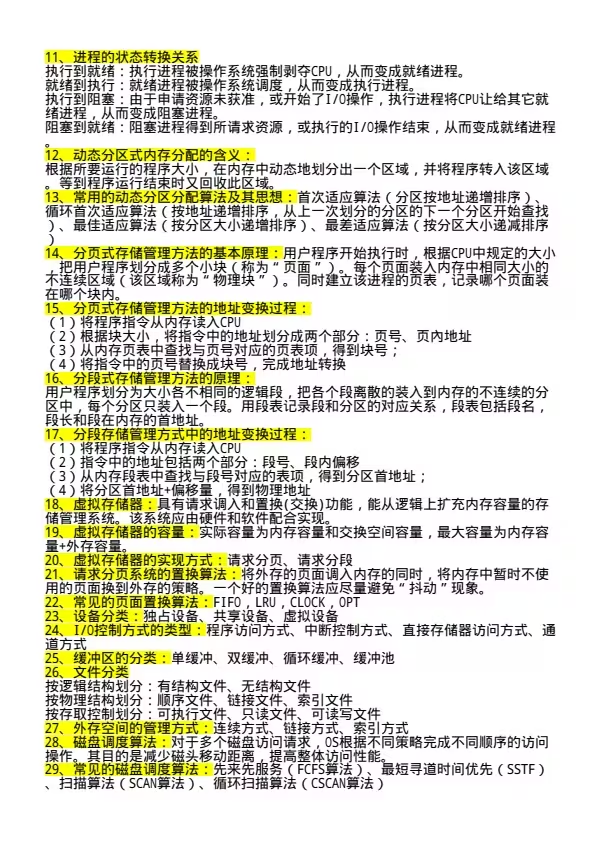 11、进程的状态转换关系
执行到就绪：执行进程被操作系统强制剥夺CPU，从而变成就绪进程。
就绪到执行：就绪进程被操作系统调度，从而变成执行进程。
执行到阻塞：由于申请资源未获准，或开始了I/O操作，执行进程将CPU让给其它就
绪进程，从而变成阻塞进程。
阻塞到就绪：阻塞进程得到所请求资源，或执行的I/O操作结束，从而变成就绪进程
。
12、动态分区式内存分配的含义：
根据所要运行的程序大小，在内存中动态地划分出一个区域，并将程序转入该区域
。等到程序运行结束时又回收此区域。
13、常用的动态分区分配算法及其思想：首次适应算法（分区按地址递增排序）、
循环首次适应算法（按地址递增排序，从上一次划分的分区的下一个分区开始查找
）、最佳适应算法（按分区大小递增排序）、最差适应算法（按分区大小递减排序
）
14、分页式存储管理方法的基本原理：用户程序开始执行时，根据CPU中规定的大小
，把用户程序划分成多个小块（称为“页面”）。每个页面装入内存中相同大小的
不连续区域（该区域称为“物理块”）。同时建立该进程的页表，记录哪个页面装
在哪个块内。
15、分页式存储管理方法的地址变换过程：
（1）将程序指令从内存读入CPU
（2）根据块大小，将指令中的地址划分成两个部分：页号、页内地址
（3）从内存页表中查找与页号对应的页表项，得到块号；
（4）将指令中的页号替换成块号，完成地址转换
16、分段式存储管理方法的原理：
用户程序划分为大小各不相同的逻辑段，把各个段离散的装入到内存的不连续的分
区中，每个分区只装入一个段。用段表记录段和分区的对应关系，段表包括段名，
段长和段在内存的首地址。
17、分段存储管理方式中的地址变换过程：
（1）将程序指令从内存读入CPU
（2）指令中的地址包括两个部分：段号、段内偏移
（3）从内存段表中查找与段号对应的表项，得到分区首地址；
（4）将分区首地址+偏移量，得到物理地址
18、虚拟存储器：具有请求调入和置换(交换)功能，能从逻辑上扩充内存容量的存
储管理系统。该系统应由硬件和软件配合实现。
19、虚拟存储器的容量：实际容量为内存容量和交换空间容量，最大容量为内存容
量+外存容量。
20、虚拟存储器的实现方式：请求分页、请求分段
21、请求分页系统的置换算法：将外存的页面调入内存的同时，将内存中暂时不使
用的页面换到外存的策略。一个好的置换算法应尽量避免“抖动”现象。
22、常见的页面置换算法：FIFO，LRU，CLOCK，OPT
23、设备分类：独占设备、共享设备、虚拟设备
24、I/O控制方式的类型：程序访问方式、中断控制方式、直接存储器访问方式、通
道方式
25、缓冲区的分类：单缓冲、双缓冲、循环缓冲、缓冲池
26、文件分类
按逻辑结构划分：有结构文件、无结构文件
按物理结构划分：顺序文件、链接文件、索引文件
按存取控制划分：可执行文件、只读文件、可读写文件
27、外存空间的管理方式：连续方式、链接方式、索引方式
28、磁盘调度算法：对于多个磁盘访问请求，OS根据不同策略完成不同顺序的访问
操作。其目的是减少磁头移动距离，提高整体访问性能。
29、常见的磁盘调度算法：先来先服务（FCFS算法）、最短寻道时间优先（SSTF）
、扫描算法（SCAN算法）、循环扫描算法（CSCAN算法）